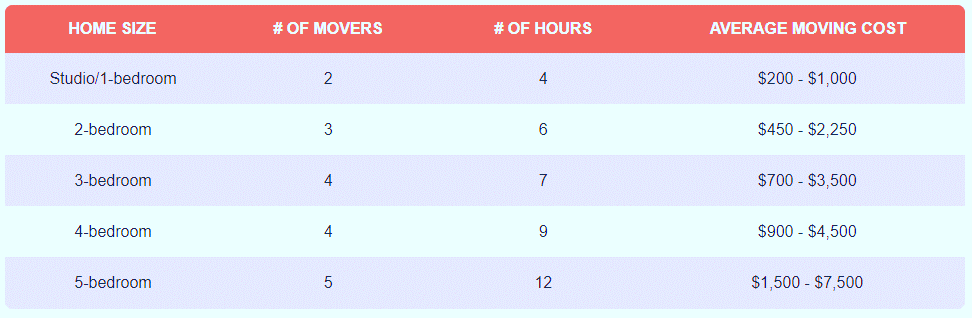 HOME SIZE # OF MOVERS # OF HOURS AVERAGE MOVING COST
Studio/1-bedroom 2 4 $200 - $1,000
2-bedroom 3 6 $450 - $2,250
3-bedroom 4 7 $700 - $3,500
4-bedroom 4 9 $900 - $4,500
5-bedroom 5 12 $1,500 - $7,500